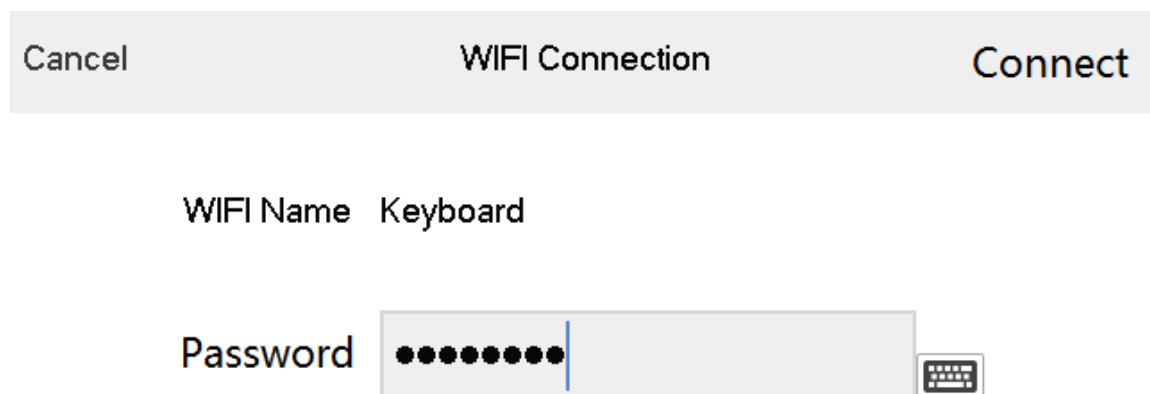 Cancel WIFI Connection Connect
WIFI Name Keyboard
Password ••••••••